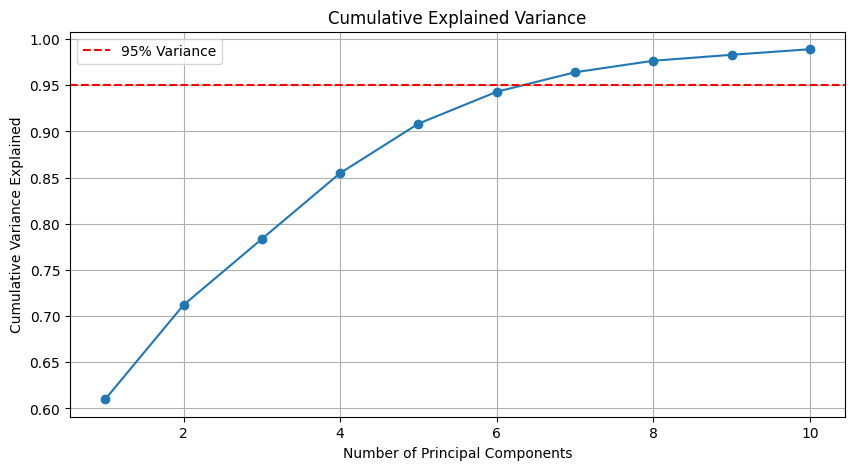 Cumulative Explained Variance
95% Variance
Cumulative Variance Explained
1.00
0.95
0.90
0.85
0.80
0.75
0.70
0.65
0.60
2 4 6 8 10
Number of Principal Components